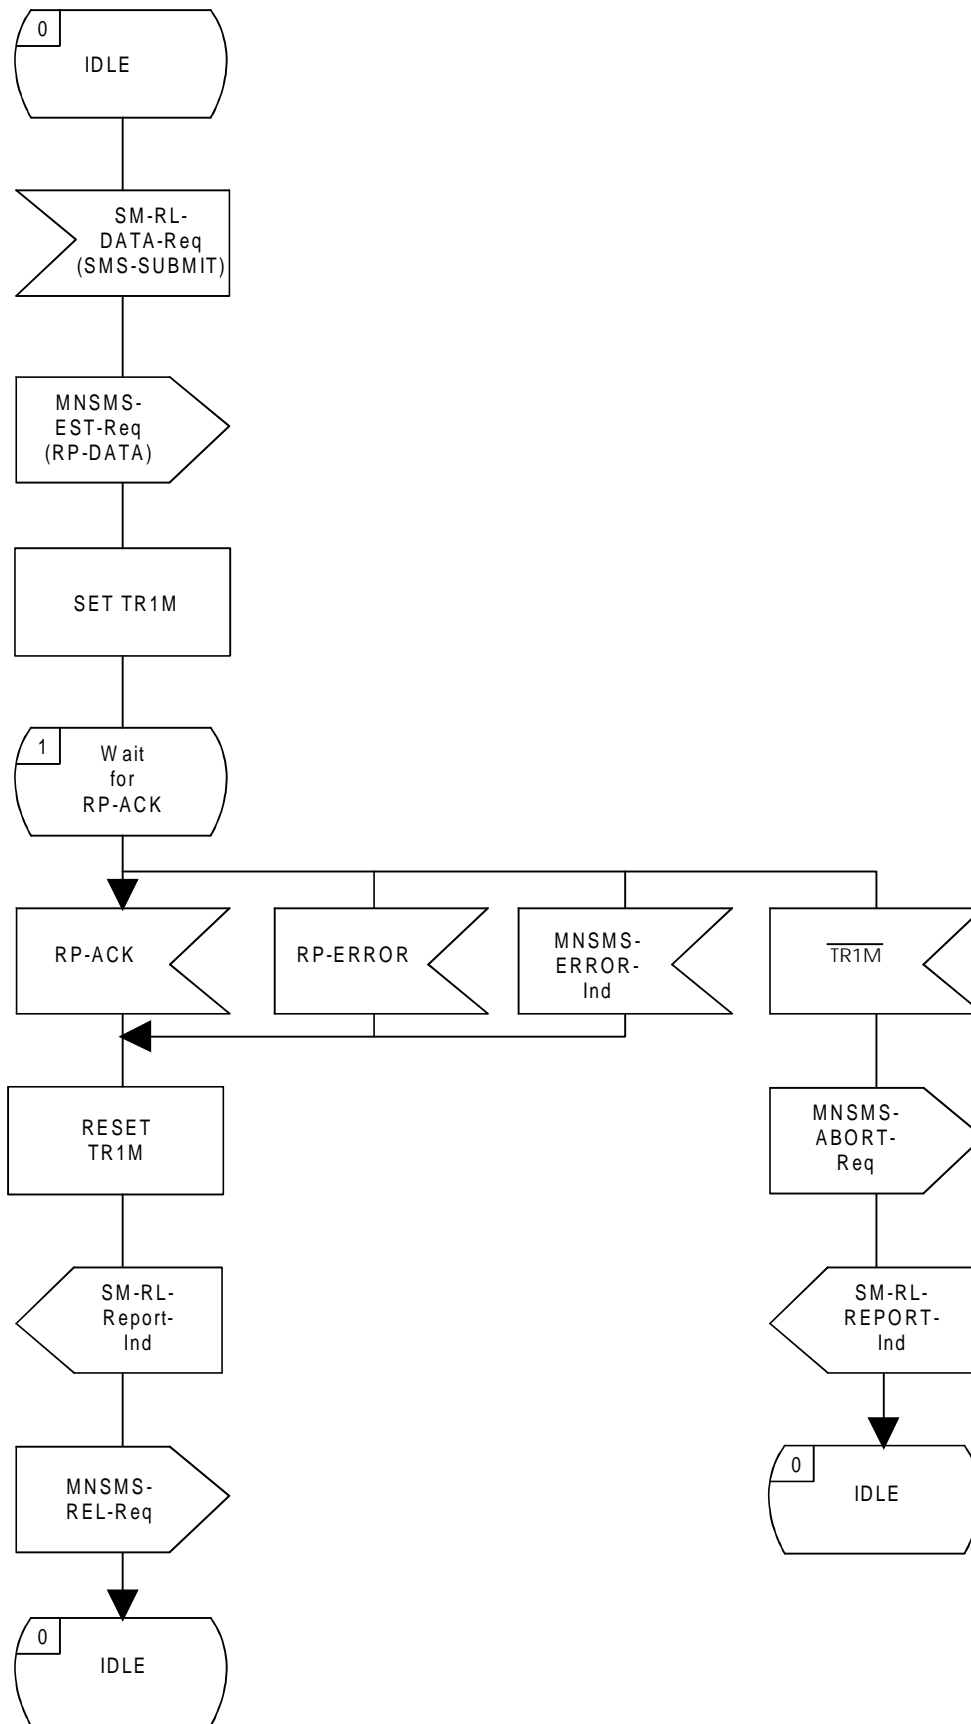 0
IDLE
SM-RL-
DATA-Req
(SMS-SUBMIT)
MNSMS-
EST-Req
(RP-DATA)
SET TR1M
1
Wait
for
RP-ACK
RP-ACK
RP-ERROR
MNSMS-
ERROR-
Ind
TR1M
RESET
TR1M
MNSMS-
ABORT-
Req
SM-RL-
Report-
Ind
SM-RL-
REPORT-
Ind
MNSMS-
REL-Req
0
IDLE
0
IDLE